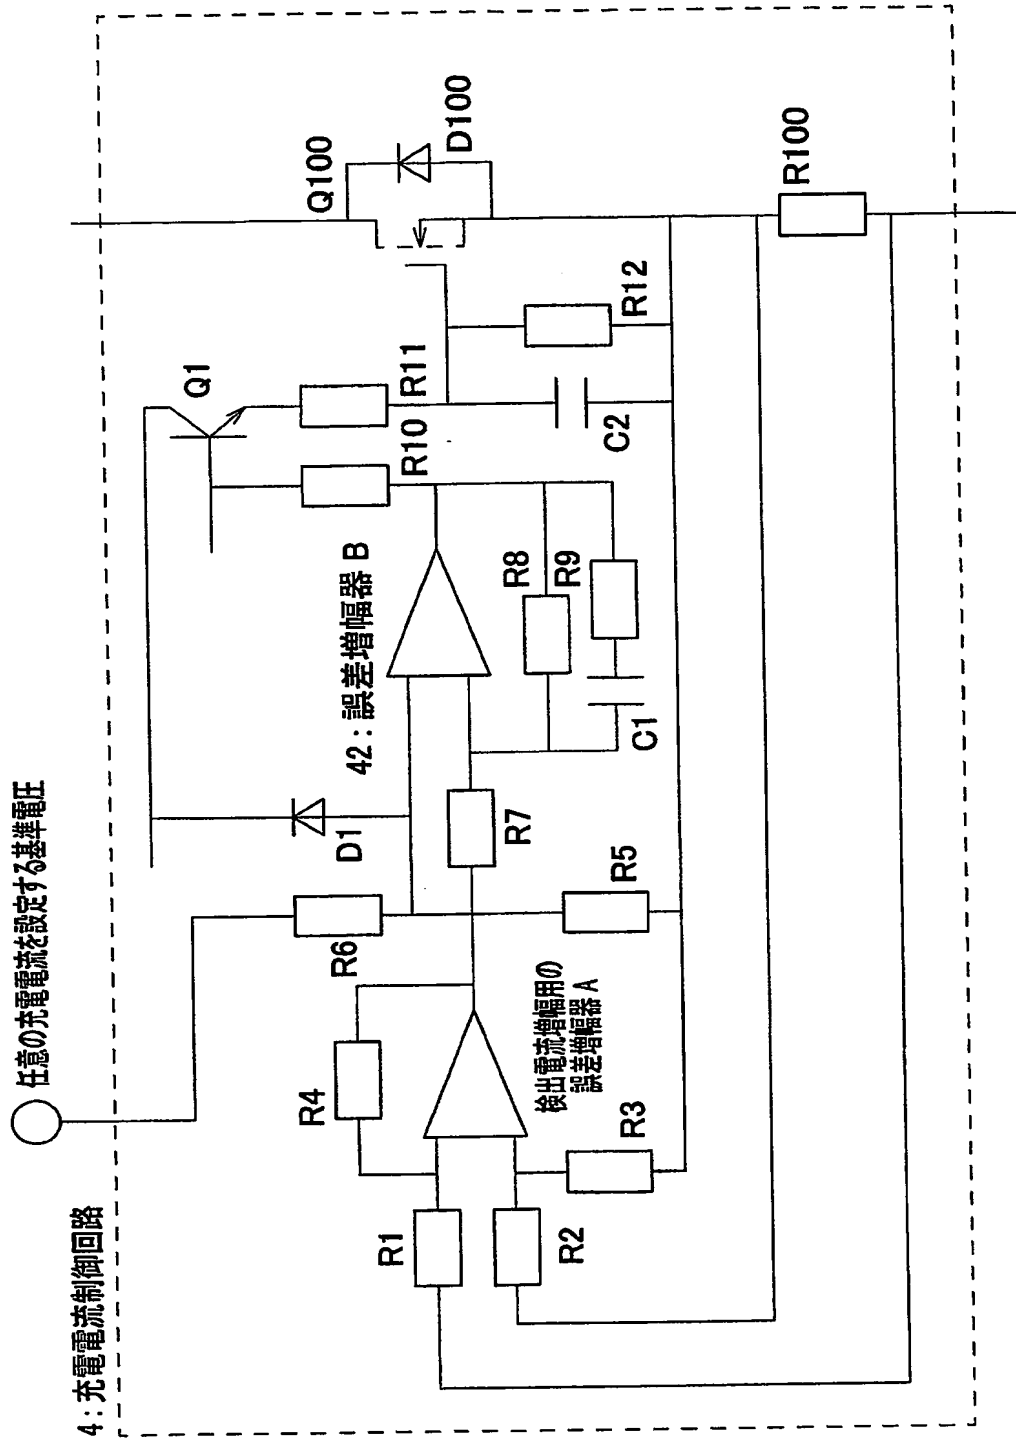 任意の充電電流を設定する基準電圧
4：充電電流制御回路
Q100
D100
Q1
R11
R10
R12
C2
R100
42：誤差増幅器 B
R8
R9
C1
D1
R7
R6
R5
R4
検出電流増幅用の
誤差増幅器 A
R3
R1
R2